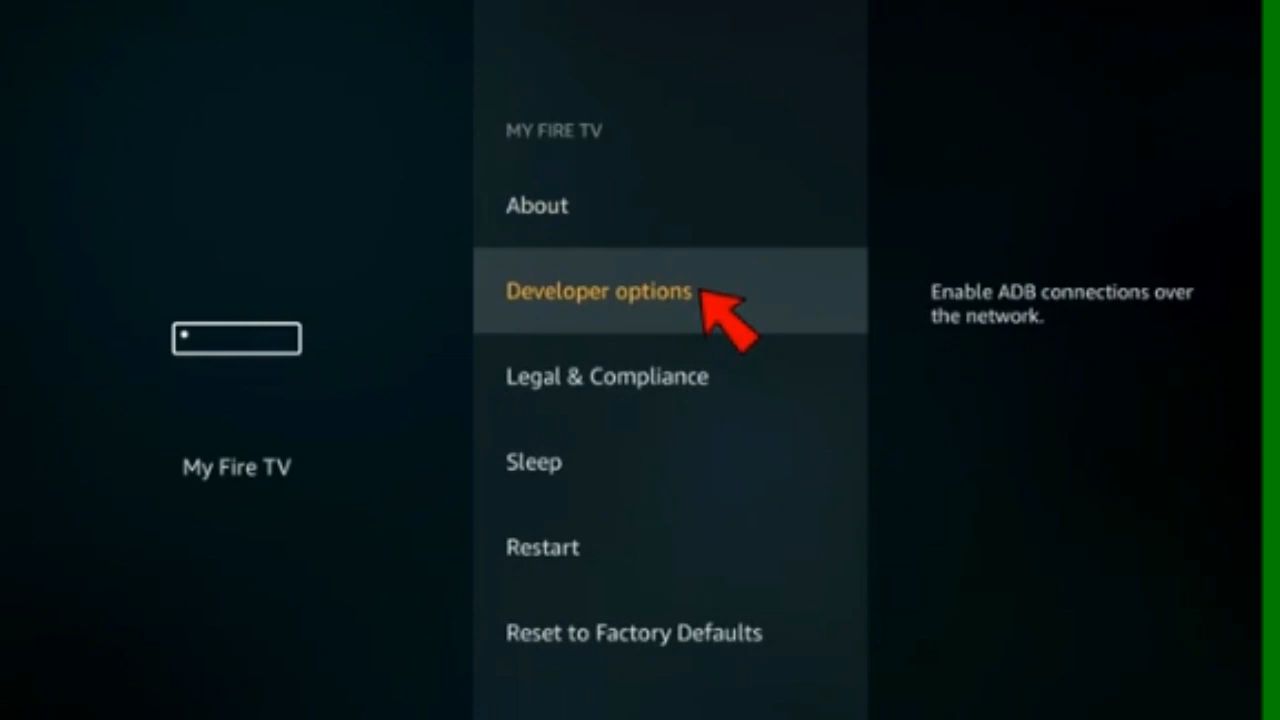 MY FIRE TV
About
Developer options
Legal & Compliance
Sleep
Restart
Reset to Factory Defaults
My Fire TV
Enable ADB connections over
the network.